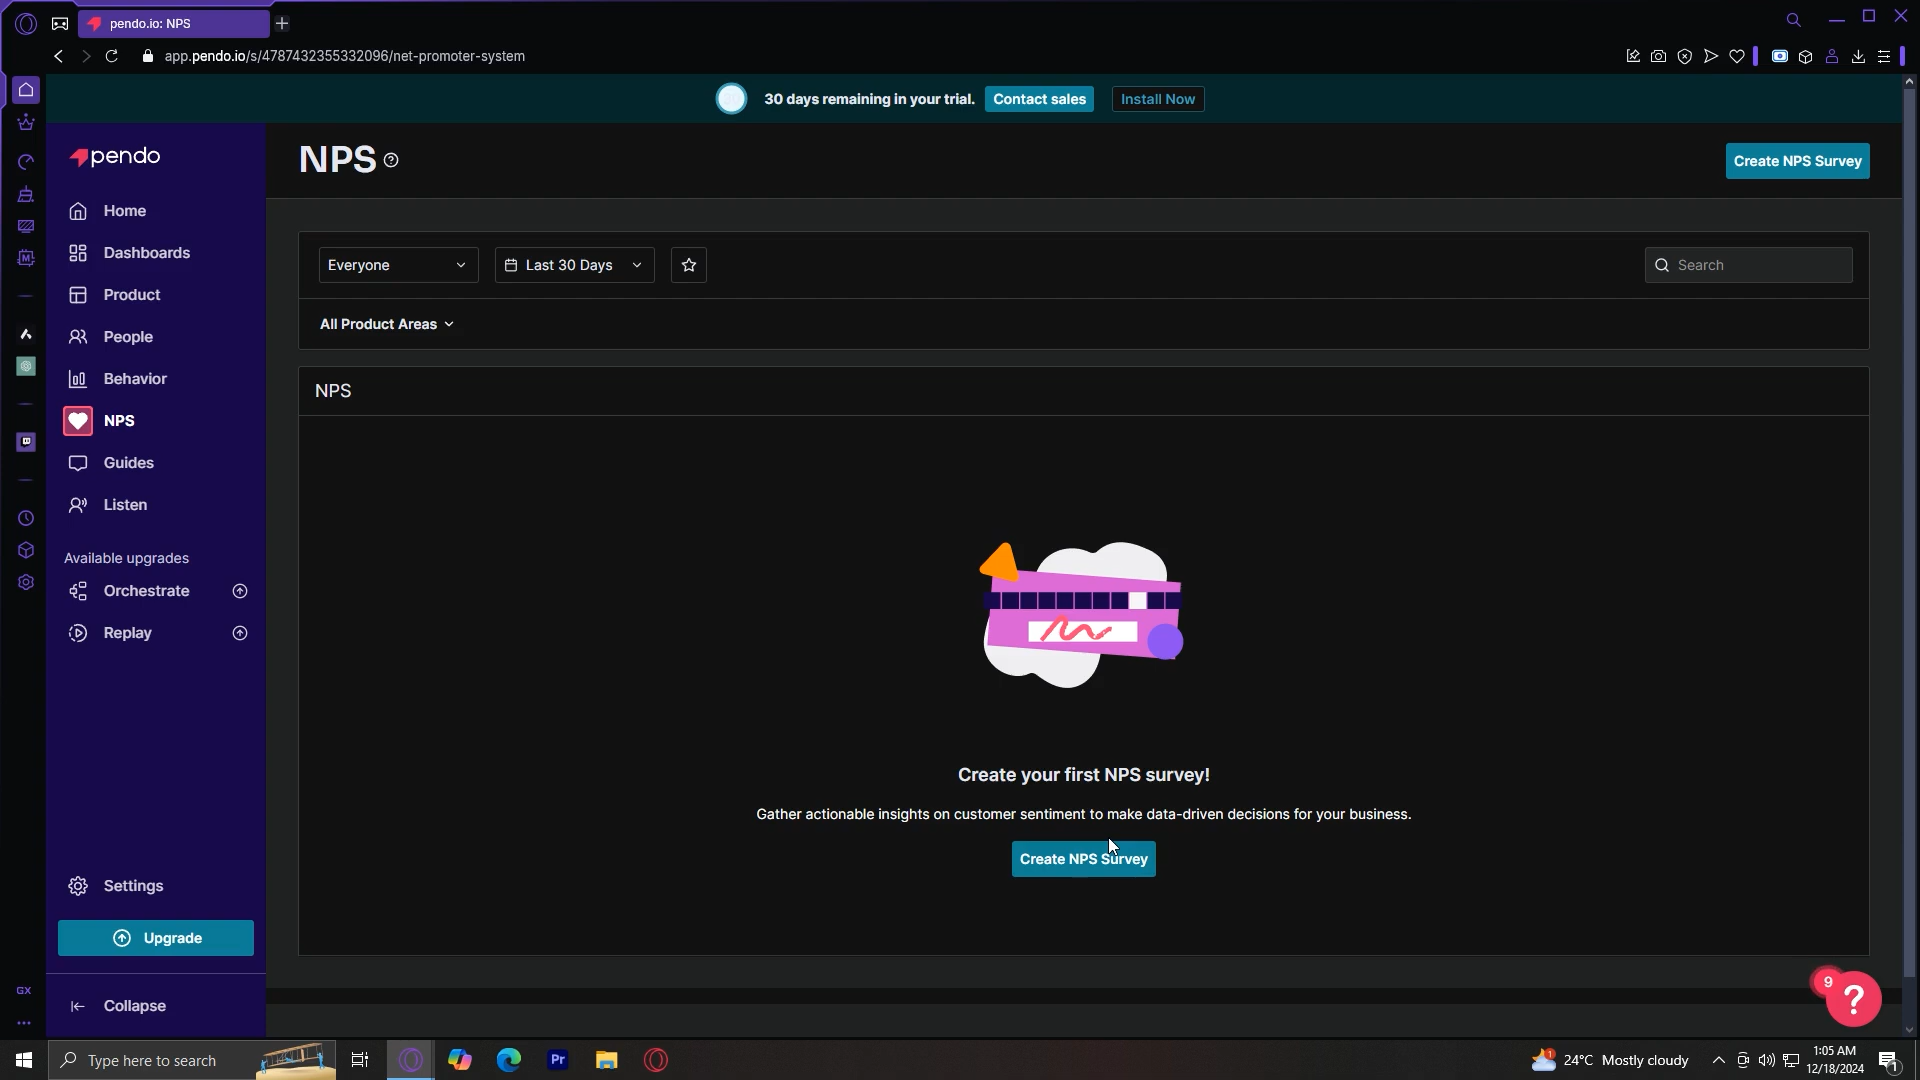 pendo.io: NPS
app.pendo.io/s/4787432355332096/net-promoter-system
30 days remaining in your trial.
Contact sales
Install Now
pendo
NPS
Create NPS Survey
Home
Dashboards
Product
People
Behavior
NPS
Guides
Listen
Available upgrades
Orchestrate
Replay
Settings
Upgrade
Collapse
Everyone
Last 30 Days
Search
All Product Areas
NPS
Create your first NPS survey!
Gather actionable insights on customer sentiment to make data-driven decisions for your business.
Create NPS Survey
9
?
GX
Type here to search
Pr
1
24°C Mostly cloudy
1:05 AM
12/18/2024
1